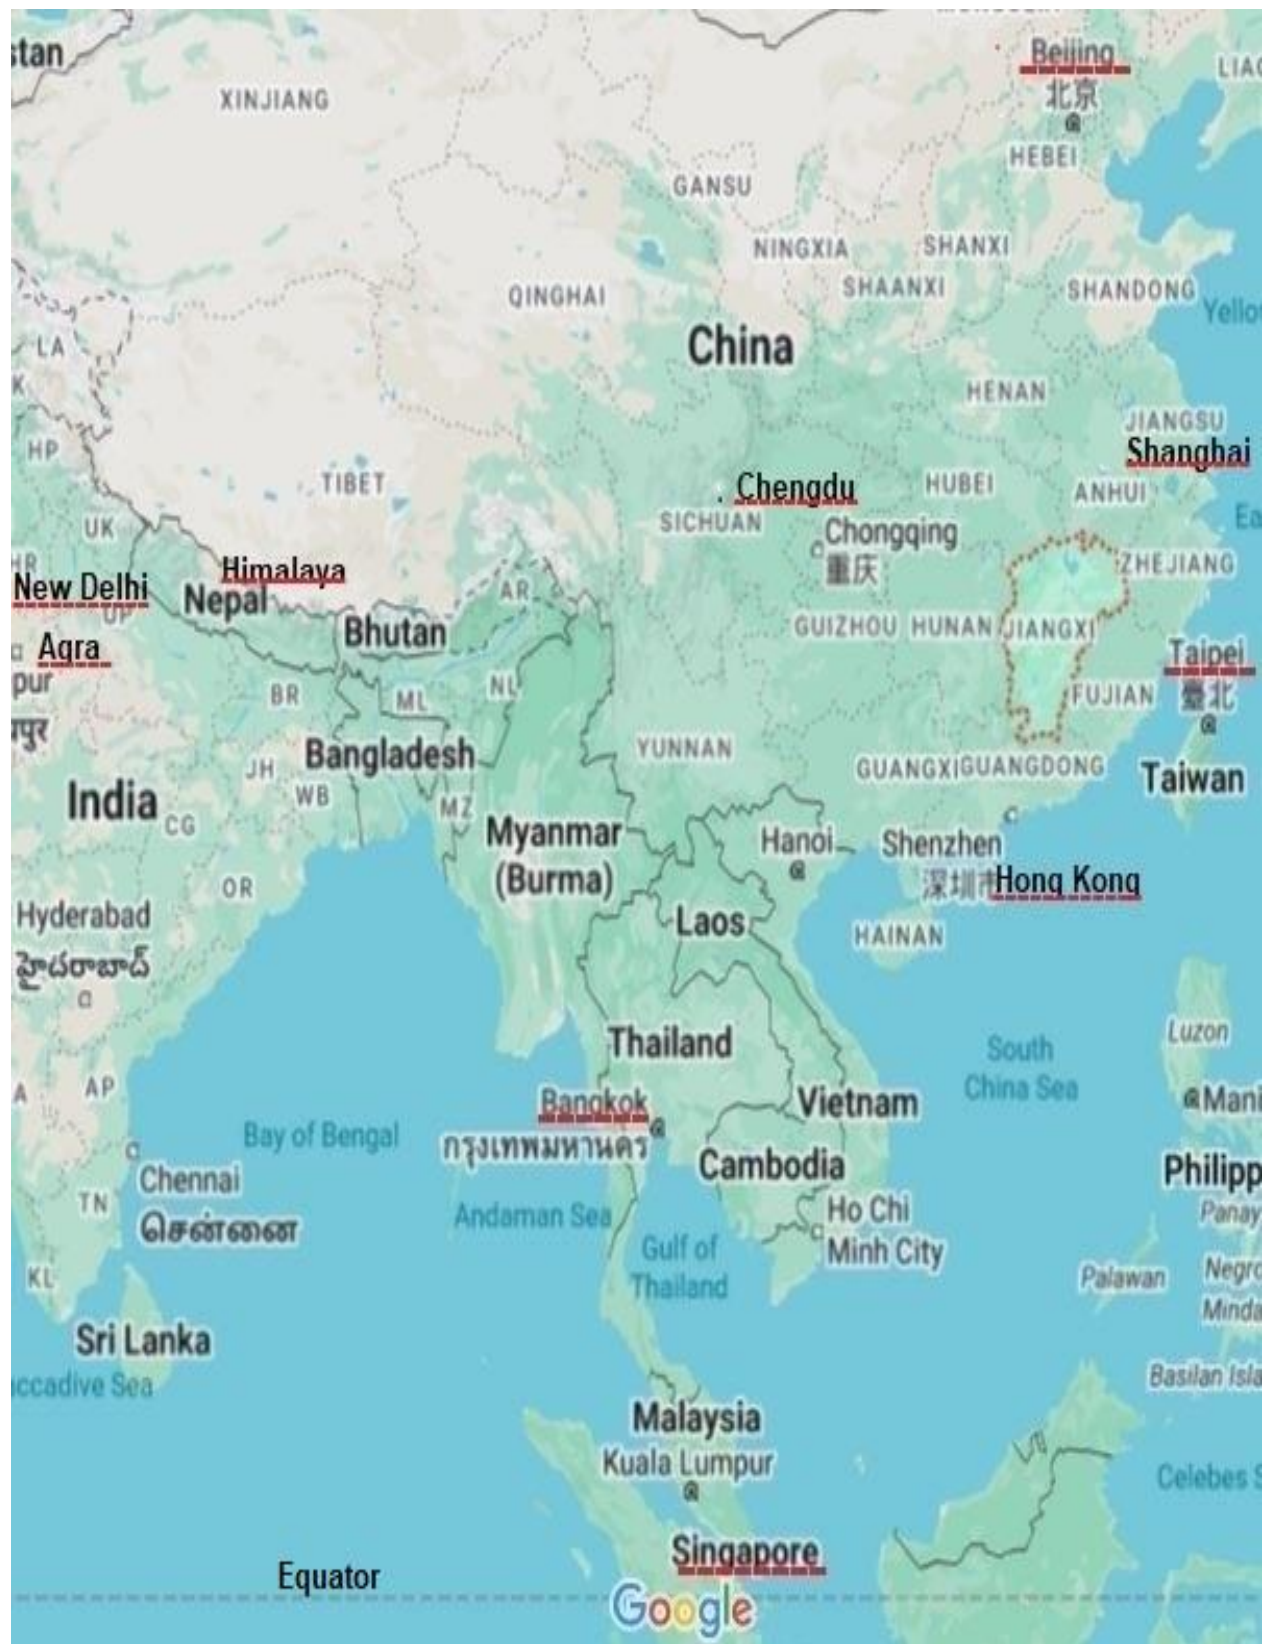 stan
Beijing
北京
LIAO
XINJIANG
HEBEI
GANSU
NINGXIA
SHANXI
SHAANXI
SHANDONG
QINGHAI
Yello
China
LA
K
HENAN
JIANGSU
HP
Shanghai
TIBET
Chengdu
HUBEI
ANHUI
SICHUAN
Chongqing
重庆
UK
Ea
HR
Himalaya
ZHEJIANG
New Delhi
Nepal
AR
UP
Bhutan
GUIZHOU
HUNAN
JIANGXI
Agra
Taipei
臺北
pur
BR
ML
NL
FUJIAN
Bangladesh
YUNNAN
GUANGXI
GUANGDONG
JH
WB
MZ
Taiwan
India
CG
Myanmar
(Burma)
Hanoi
Shenzhen
深圳市
Hong Kong
OR
Hyderabad
హైదరాబాద్
Laos
HAINAN
Thailand
Luzon
South
China Sea
A
AP
Bangkok
กรุงเทพมหานคร
Vietnam
Mani
Bay of Bengal
Cambodia
Philipp
Chennai
சென்னை
TN
Andaman Sea
Ho Chi
Minh City
Panay
Gulf of
Thailand
KL
Palawan
Negro
Minda
Sri Lanka
accadive Sea
Basilan Isla
Malaysia
Kuala Lumpur
Celebes S
Singapore
Equator
Google